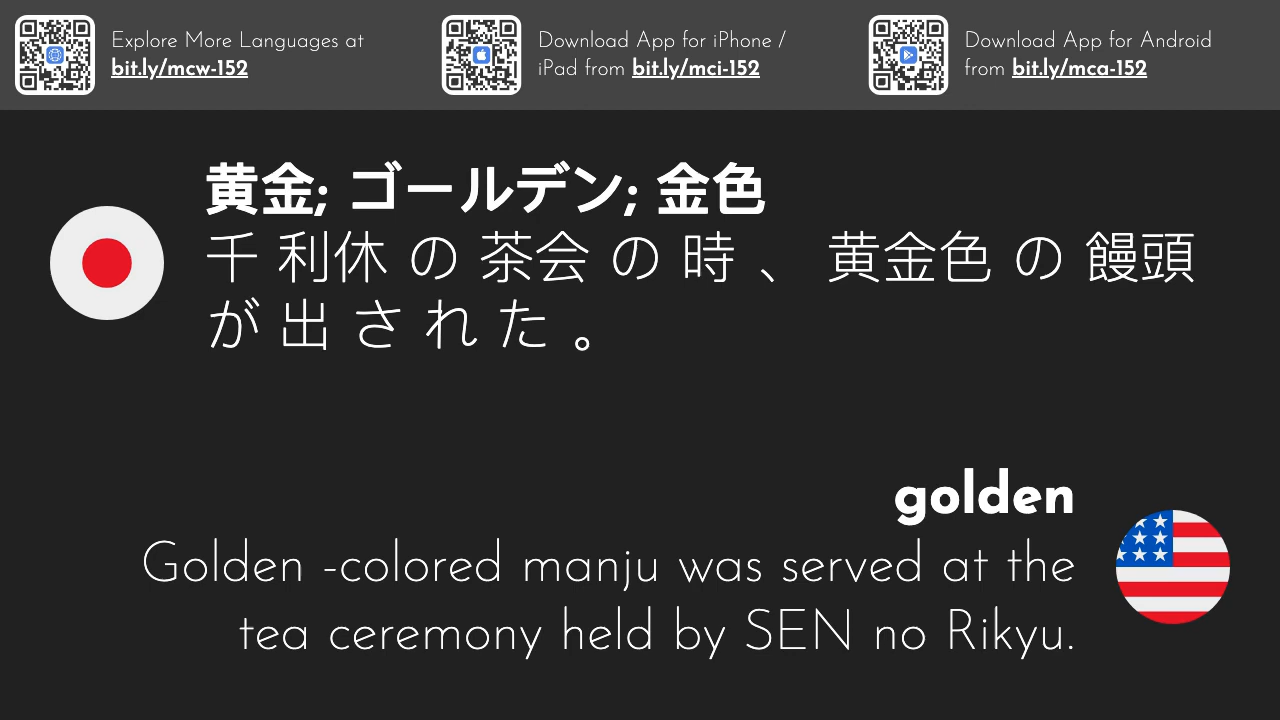 Explore More Languages at
bit.ly/mcw-152
Download App for iPhone /
iPad from bit.ly/mci-152
Download App for Android
from bit.ly/mca-152
黄金; ゴールデン; 金色
千 利休 の 茶会 の 時 、 黄金色 の 饅頭
が 出 さ れ た 。
golden
Golden -colored manju was served at the
tea ceremony held by SEN no Rikyu.